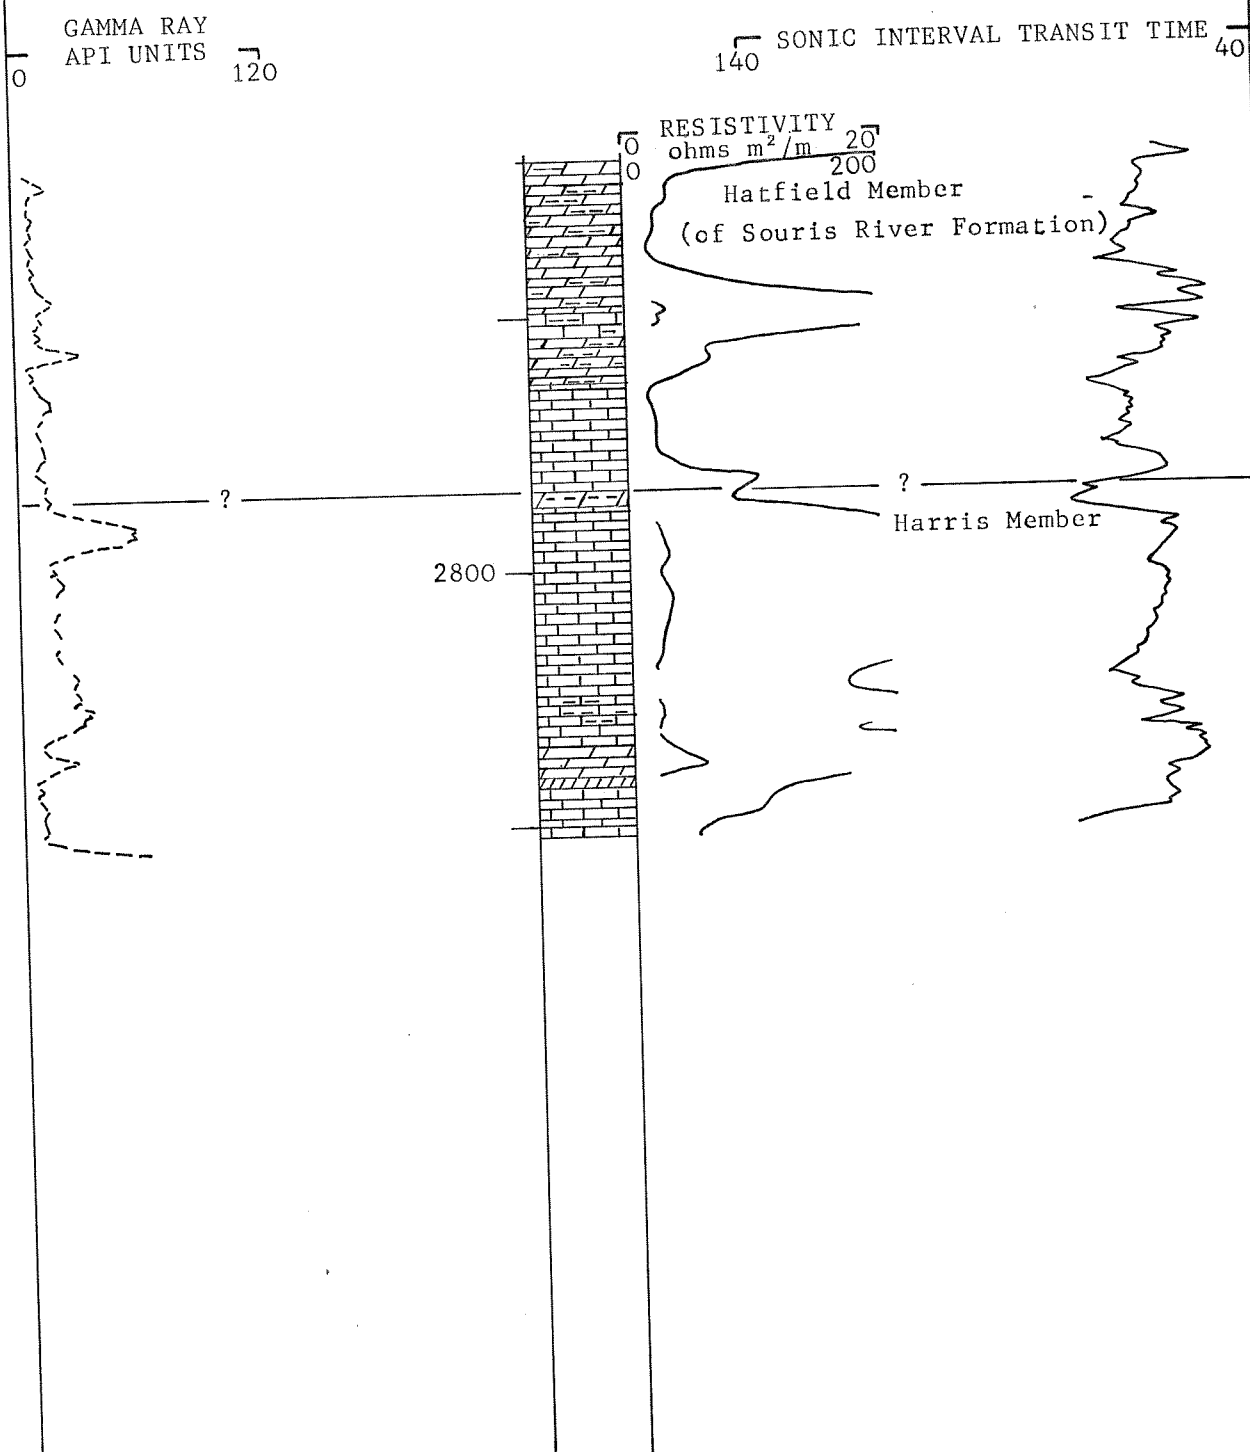 GAMMA RAY
API UNITS
0
120
SONIC INTERVAL TRANSIT TIME
140
40
RESISTIVITY
ohms m²/m
0
20
0
200
Hatfield Member
(of Souris River Formation)
?
?
Harris Member
2800